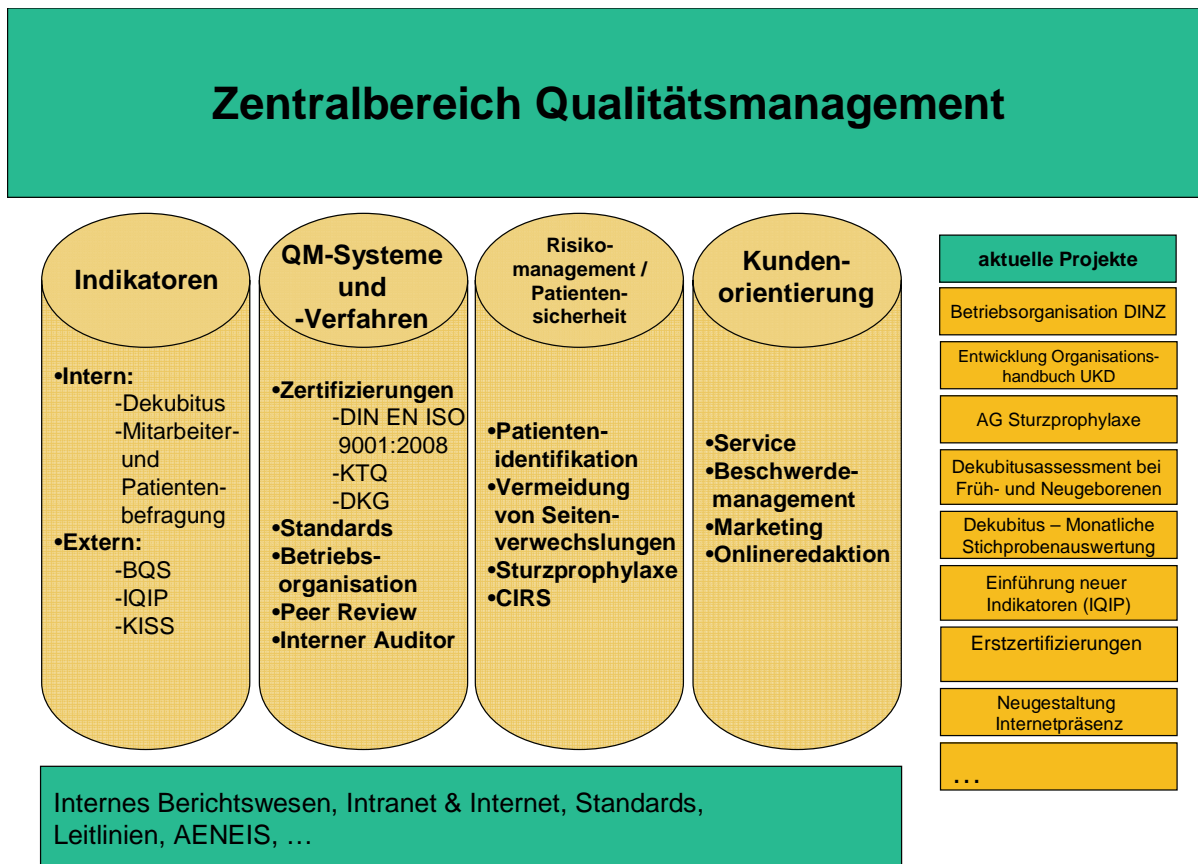 Zentralbereich Qualitätsmanagement
Indikatoren
•Intern:
-Dekubitus
-Mitarbeiter-
und
Patienten-
befragung
•Extern:
-BQS
-IQIP
-KISS
QM-Systeme
und
-Verfahren
•Zertifizierungen
-DIN EN ISO
9001:2008
-KTQ
-DKG
•Standards
•Betriebs-
organisation
•Peer Review
•Interner Auditor
Risiko-
management /
Patienten-
sicherheit
•Patienten-
identifikation
•Vermeidung
von Seiten-
verwechslungen
•Sturzprophylaxe
•CIRS
Kunden-
orientierung
•Service
•Beschwerde-
management
•Marketing
•Onlineredaktion
aktuelle Projekte
Betriebsorganisation DINZ
Entwicklung Organisations-
handbuch UKD
AG Sturzprophylaxe
Dekubitusassessment bei
Früh- und Neugeborenen
Dekubitus – Monatliche
Stichprobenauswertung
Einführung neuer
Indikatoren (IQIP)
Erstzertifizierungen
Neugestaltung
Internetpräsenz
…
Internes Berichtswesen, Intranet & Internet, Standards,
Leitlinien, AENEIS, …